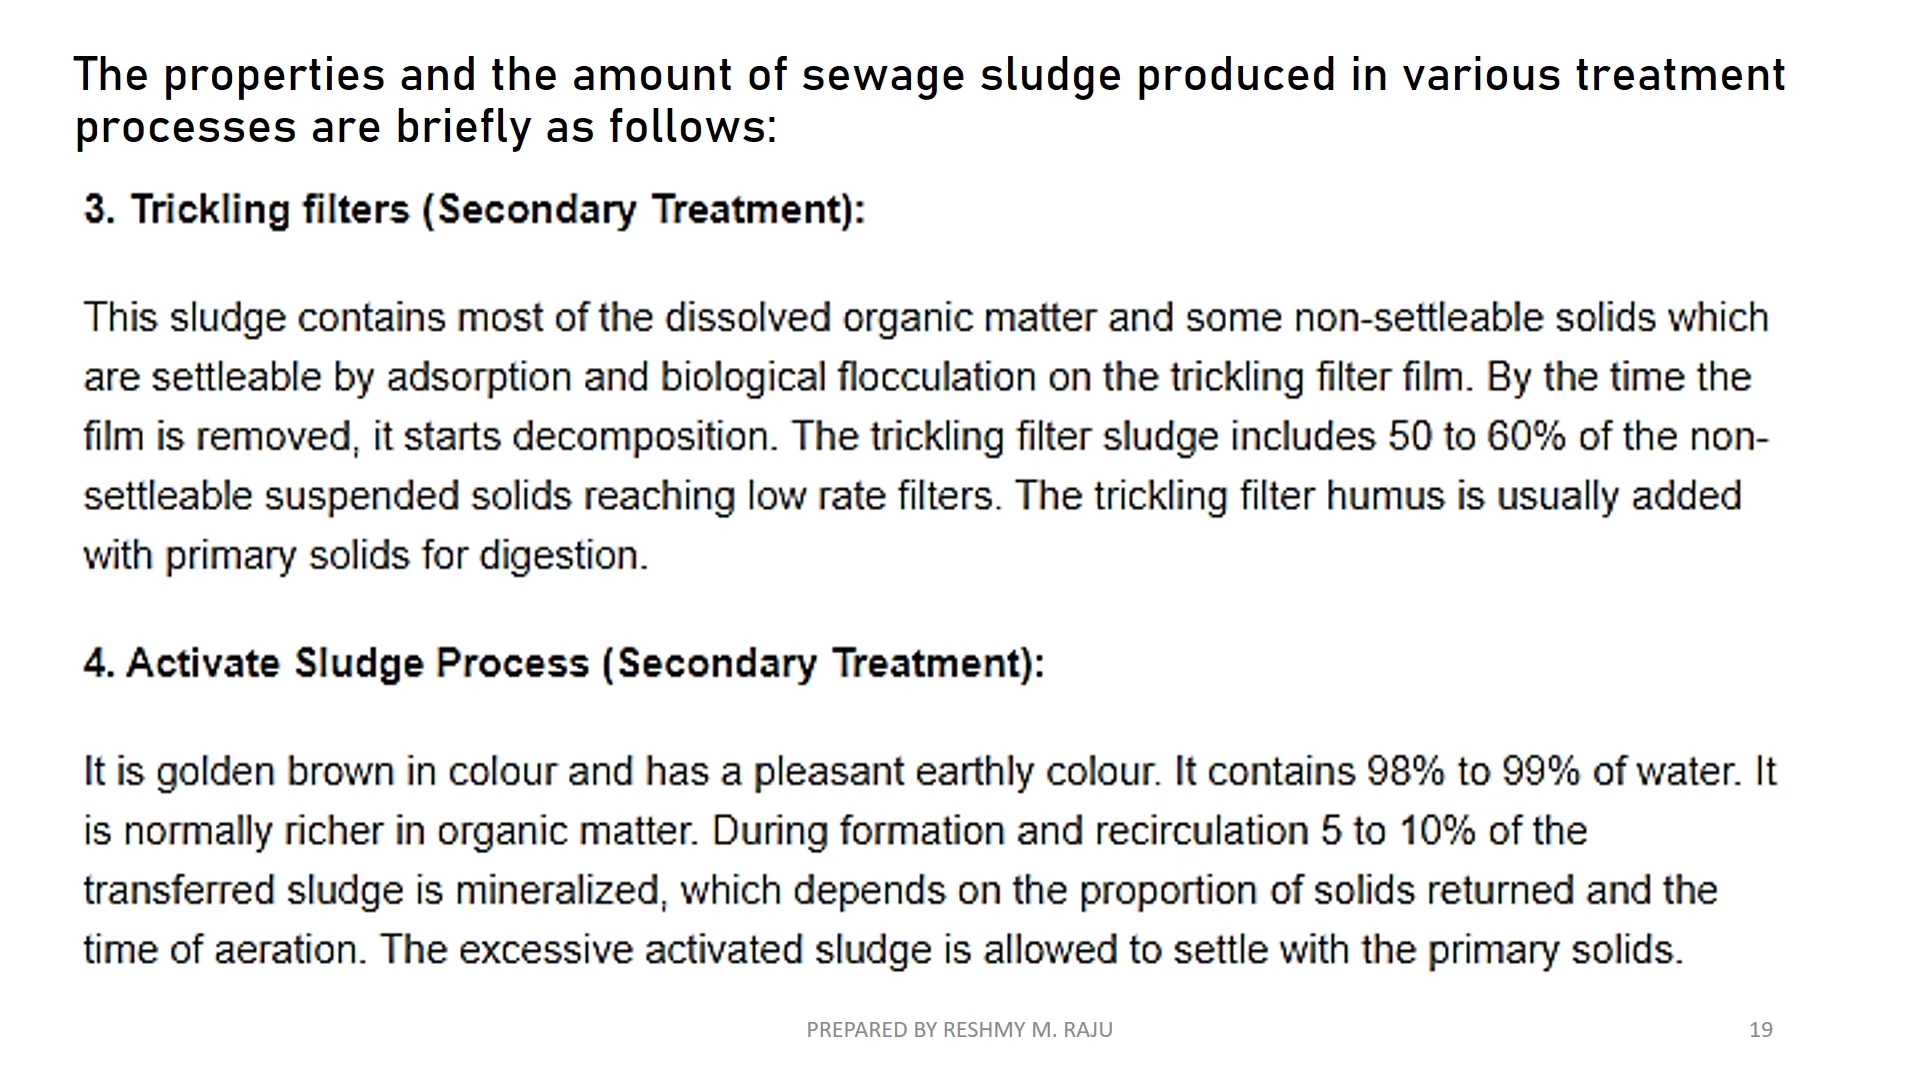 The properties and the amount of sewage sludge produced in various treatment
processes are briefly as follows:
3. Trickling filters (Secondary Treatment):
This sludge contains most of the dissolved organic matter and some non-settleable solids which
are settleable by adsorption and biological flocculation on the trickling filter film. By the time the
film is removed, it starts decomposition. The trickling filter sludge includes 50 to 60% of the non-
settleable suspended solids reaching low rate filters. The trickling filter humus is usually added
with primary solids for digestion.
4. Activate Sludge Process (Secondary Treatment):
It is golden brown in colour and has a pleasant earthly colour. It contains 98% to 99% of water. It
is normally richer in organic matter. During formation and recirculation 5 to 10% of the
transferred sludge is mineralized, which depends on the proportion of solids returned and the
time of aeration. The excessive activated sludge is allowed to settle with the primary solids.
PREPARED BY RESHMY M. RAJU
19